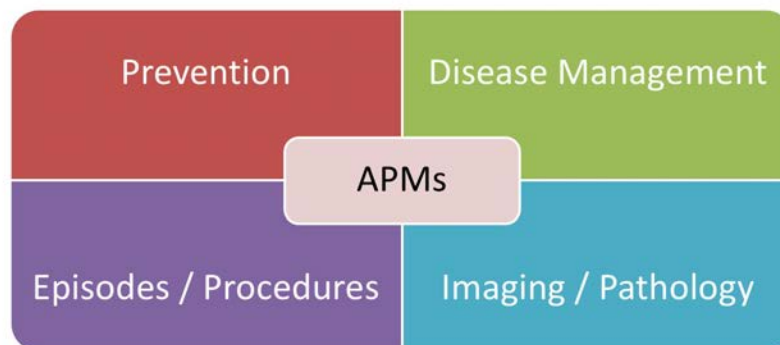 Prevention
Disease Management
APMs
Episodes / Procedures
Imaging / Pathology